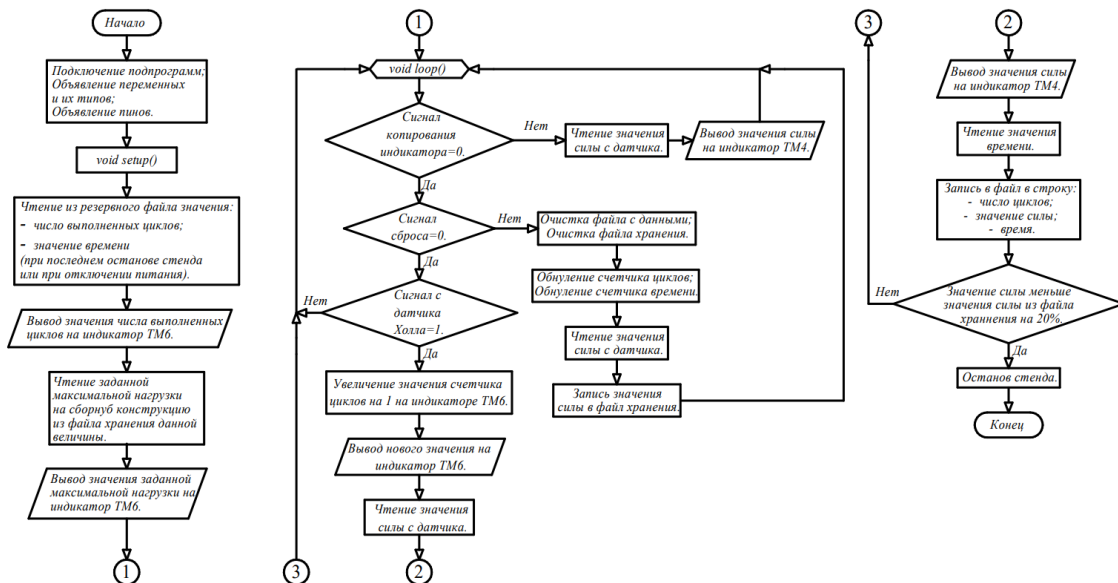 Начало
Подключение подпрограмм;
Объявление переменных
и их типов;
Объявление пинов.
void setup()
Чтение из резервного файла значения:
- число выполненных циклов;
- значение времени
(при последнем останове стенда
или при отключении питания).
Вывод значения числа выполненных
циклов на индикатор ТМ6.
Чтение заданной
максимальной нагрузки
на сборнуб конструкцию
из файла хранения данной
величины.
Вывод значения заданной
максимальной нагрузки на
индикатор ТМ6.
1
1
void loop()
Сигнал
копирования
индикатора=0.
Нет
Чтение значения
силы с датчика.
Вывод значения силы
на индикатор ТМ4.
Да
Сигнал
сброса=0.
Нет
Очистка файла с данными;
Очистка файла хранения.
Обнуление счетчика циклов;
Обнуление счетчика времени.
Чтение значения
силы с датчика.
Запись значения
силы в файл хранения.
Да
Сигнал с
датчика
Холла=1.
Нет
Да
Увеличение значения счетчика
циклов на 1 на индикаторе ТМ6.
Вывод нового значения на
индикатор ТМ6.
Чтение значения
силы с датчика.
3
2
3
2
Вывод значения силы
на индикатор ТМ4.
Чтение значения
времени.
Запись в файл в строку:
- число циклов;
- значение силы;
- время.
Нет
Значение силы меньше
значения силы из файла
храннения на 20%.
Да
Останов стенда.
Конец